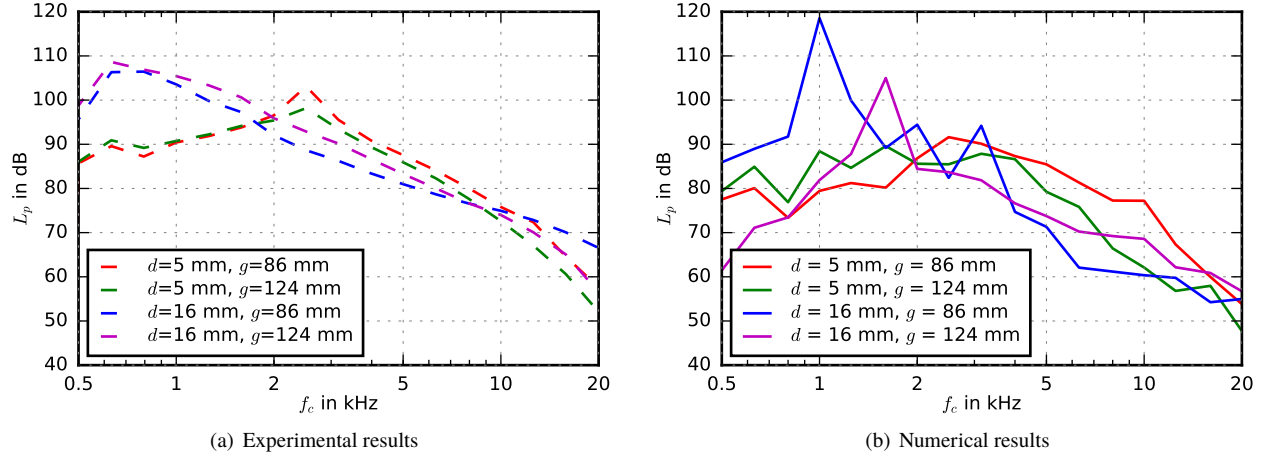 120
110
100
90
80
70
60
50
40
L_p in dB
d=5 mm, g=86 mm
d=5 mm, g=124 mm
d=16 mm, g=86 mm
d=16 mm, g=124 mm
0.5 1 2 5 10 20
f_c in kHz
(a) Experimental results
120
110
100
90
80
70
60
50
40
L_p in dB
d = 5 mm, g = 86 mm
d = 5 mm, g = 124 mm
d = 16 mm, g = 86 mm
d = 16 mm, g = 124 mm
0.5 1 2 5 10 20
f_c in kHz
(b) Numerical results